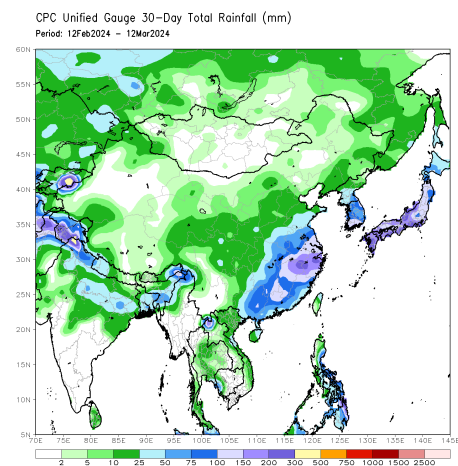 CPC Unified Gauge 30-Day Total Rainfall (mm)
Period: 12Feb2024 - 12Mar2024
60N
55N
50N
45N
40N
35N
30N
25N
20N
15N
10N
5N
70E 75E 80E 85E 90E 95E 100E 105E 110E 115E 120E 125E 130E 135E 140E 145E
2 5 10 25 50 75 100 150 200 300 500 750 1000 1500 2500